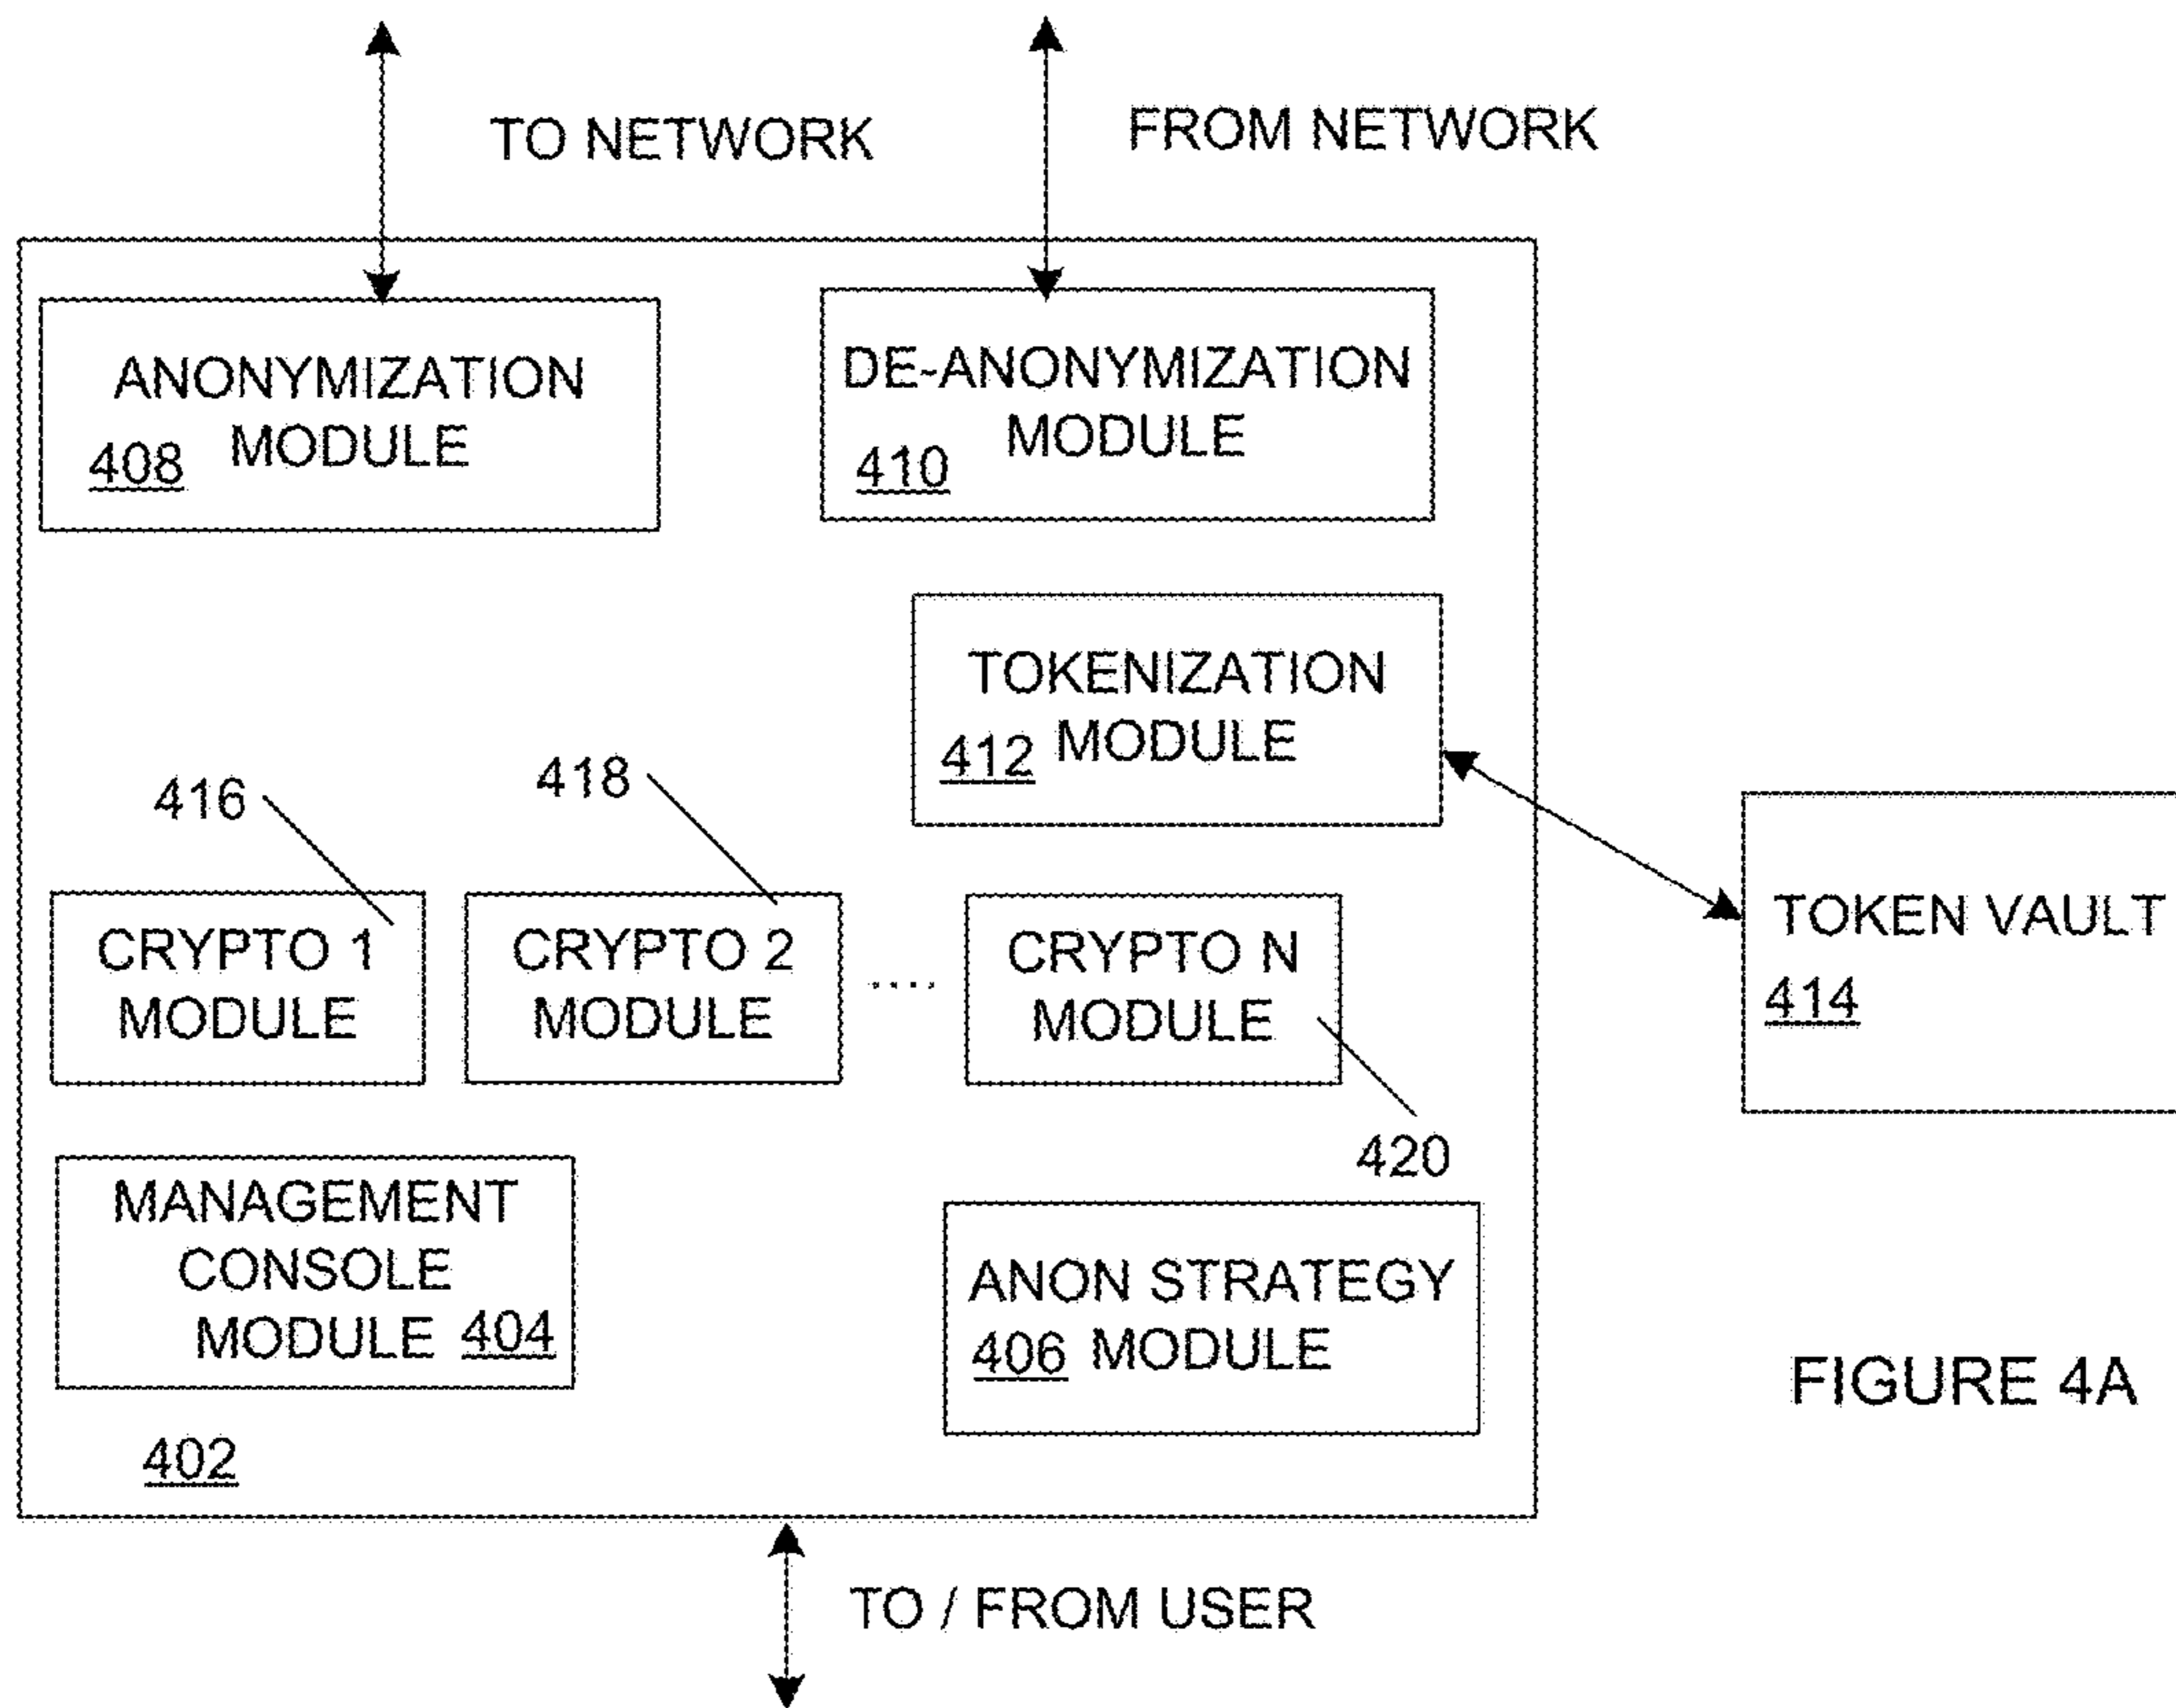 TO NETWORK
FROM NETWORK
ANONYMIZATION
MODULE
408
DE-ANONYMIZATION
MODULE
410
TOKENIZATION
MODULE
412
416
418
CRYPTO 1
MODULE
CRYPTO 2
MODULE
....
CRYPTO N
MODULE
420
TOKEN VAULT
414
MANAGEMENT
CONSOLE
MODULE 404
ANON STRATEGY
406 MODULE
402
FIGURE 4A
TO / FROM USER